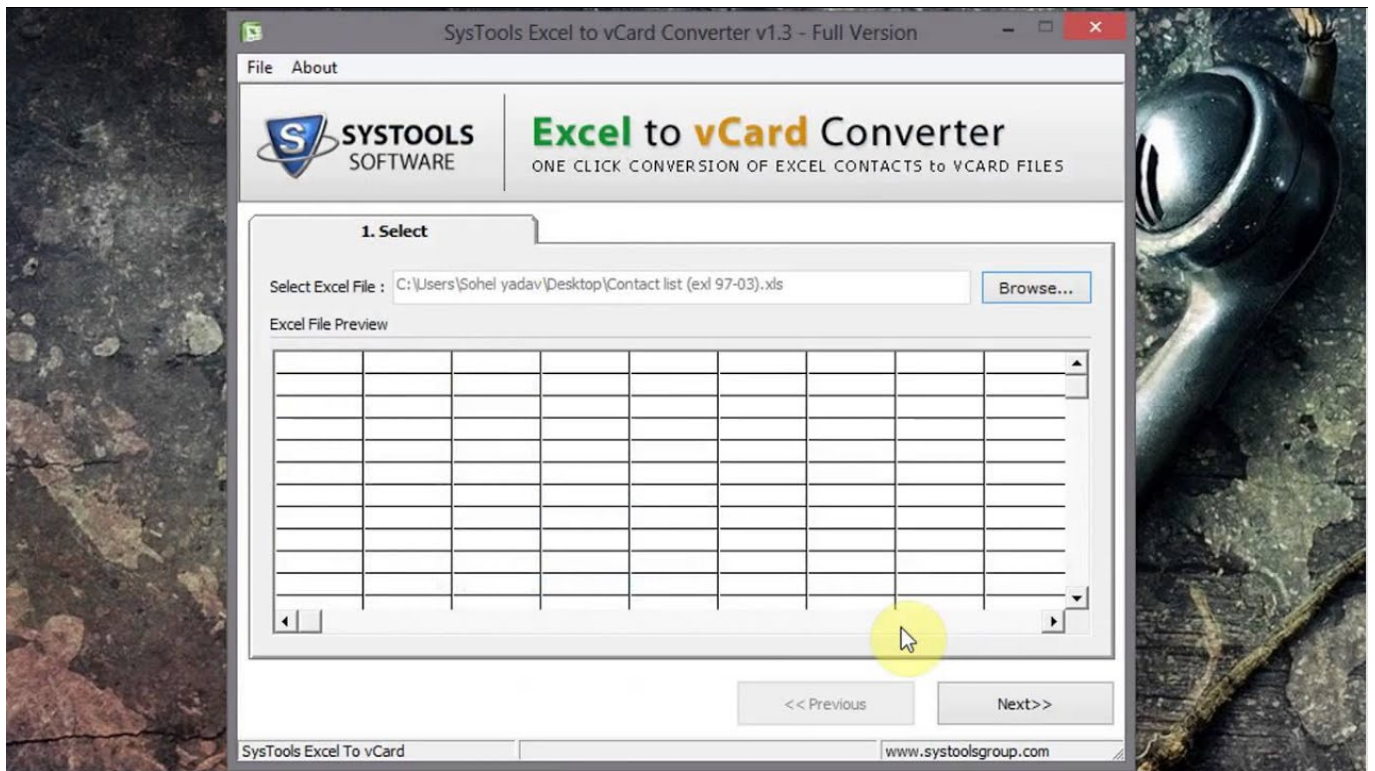 SysTools Excel to vCard Converter v1.3 - Full Version
File About
S SYSTOOLS
SOFTWARE
Excel to vCard Converter
ONE CLICK CONVERSION OF EXCEL CONTACTS to VCARD FILES
1. Select
Select Excel File : C:\Users\Sohel yadav\Desktop\Contact list (exl 97-03).xls Browse...
Excel File Preview
<< Previous Next>>
SysTools Excel To vCard www.systoolsgroup.com